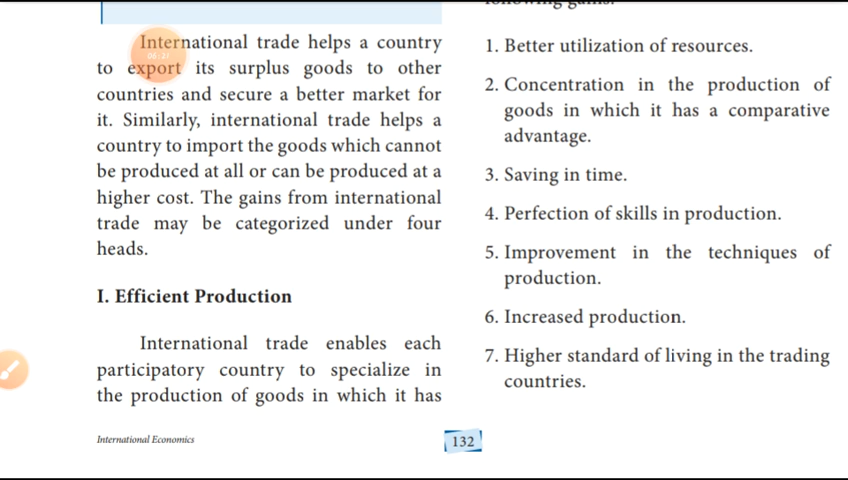 International trade helps a country
to export its surplus goods to other
countries and secure a better market for
it. Similarly, international trade helps a
country to import the goods which cannot
be produced at all or can be produced at a
higher cost. The gains from international
trade may be categorized under four
heads.
I. Efficient Production
International trade enables each
participatory country to specialize in
the production of goods in which it has
1. Better utilization of resources.
2. Concentration in the production of
goods in which it has a comparative
advantage.
3. Saving in time.
4. Perfection of skills in production.
5. Improvement in the techniques of
production.
6. Increased production.
7. Higher standard of living in the trading
countries.
International Economics
132